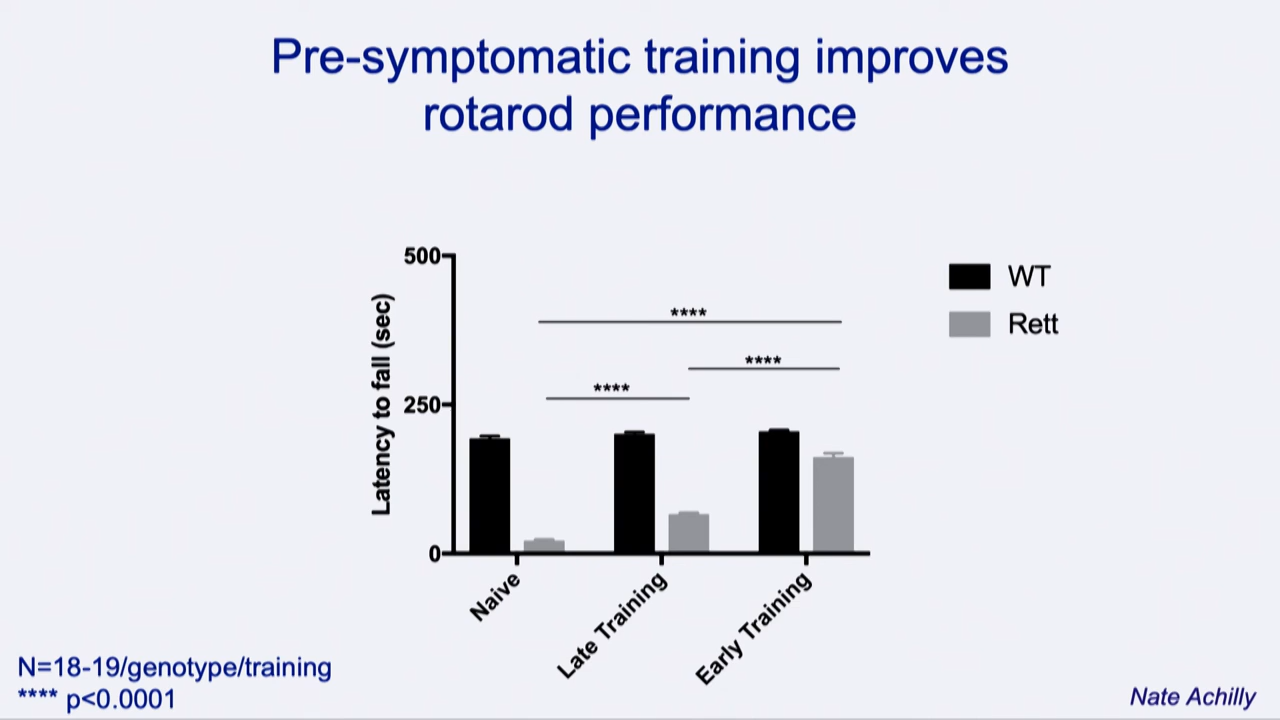 Pre-symptomatic training improves
rotarod performance
500
250
0
Latency to fall (sec)
****
****
****
WT
Rett
Naive
Late Training
Early Training
N=18-19/genotype/training
**** p<0.0001
Nate Achilly